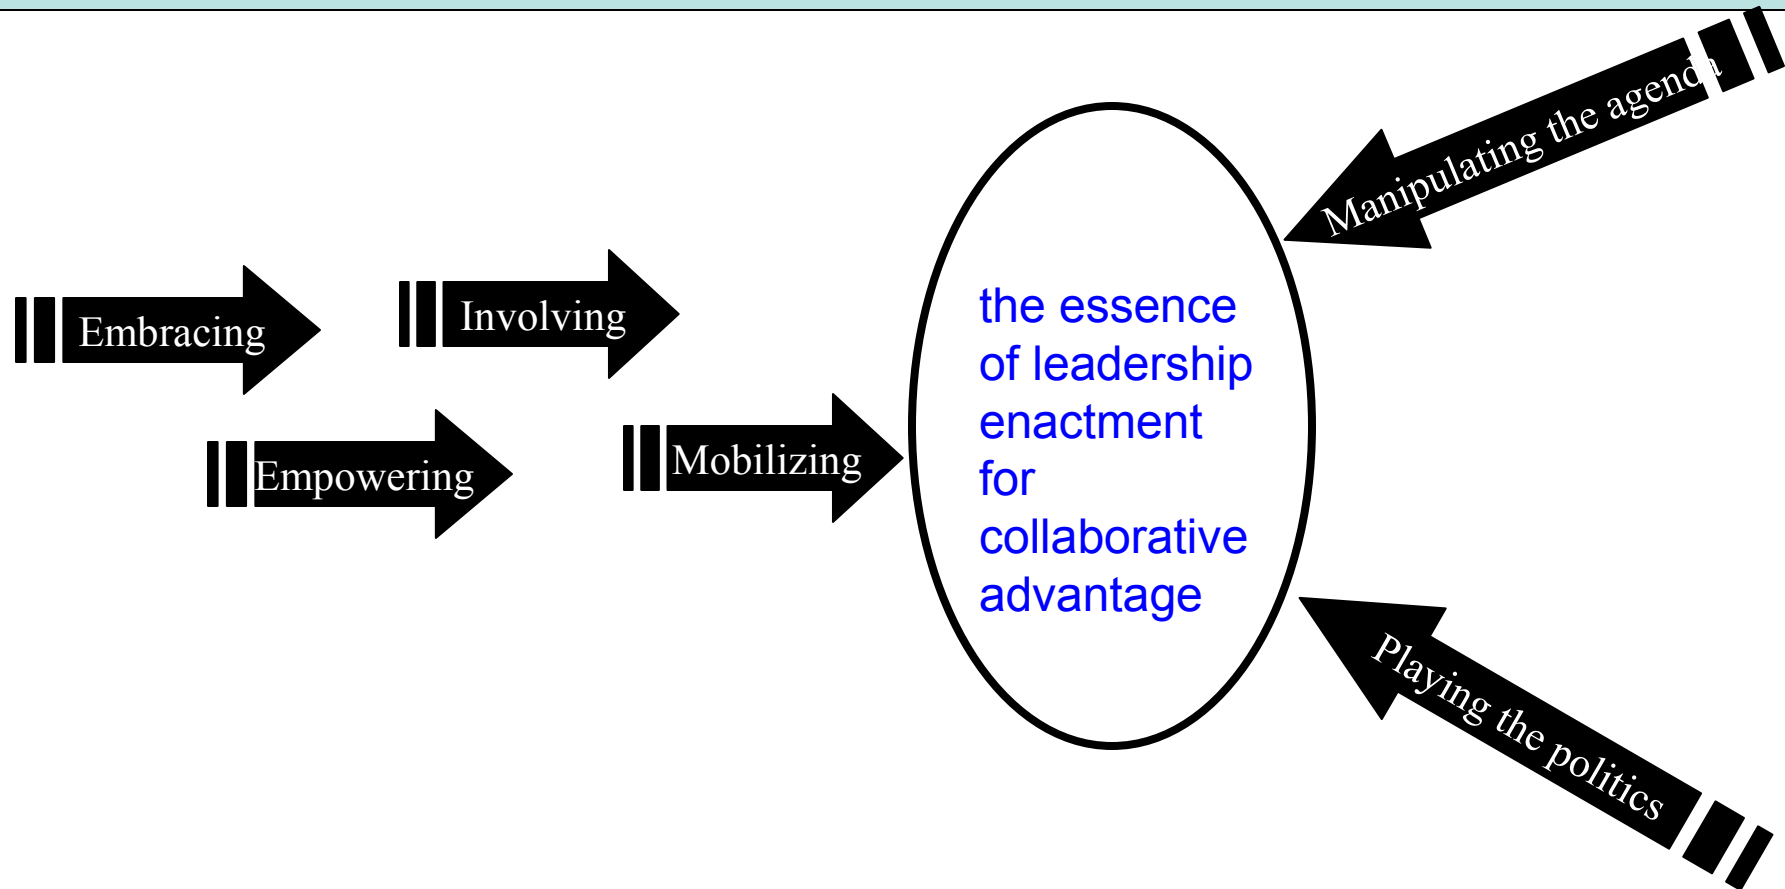 Embracing
Involving
Empowering
Mobilizing
the essence
of leadership
enactment
for
collaborative
advantage
Manipulating the agenda
Playing the politics